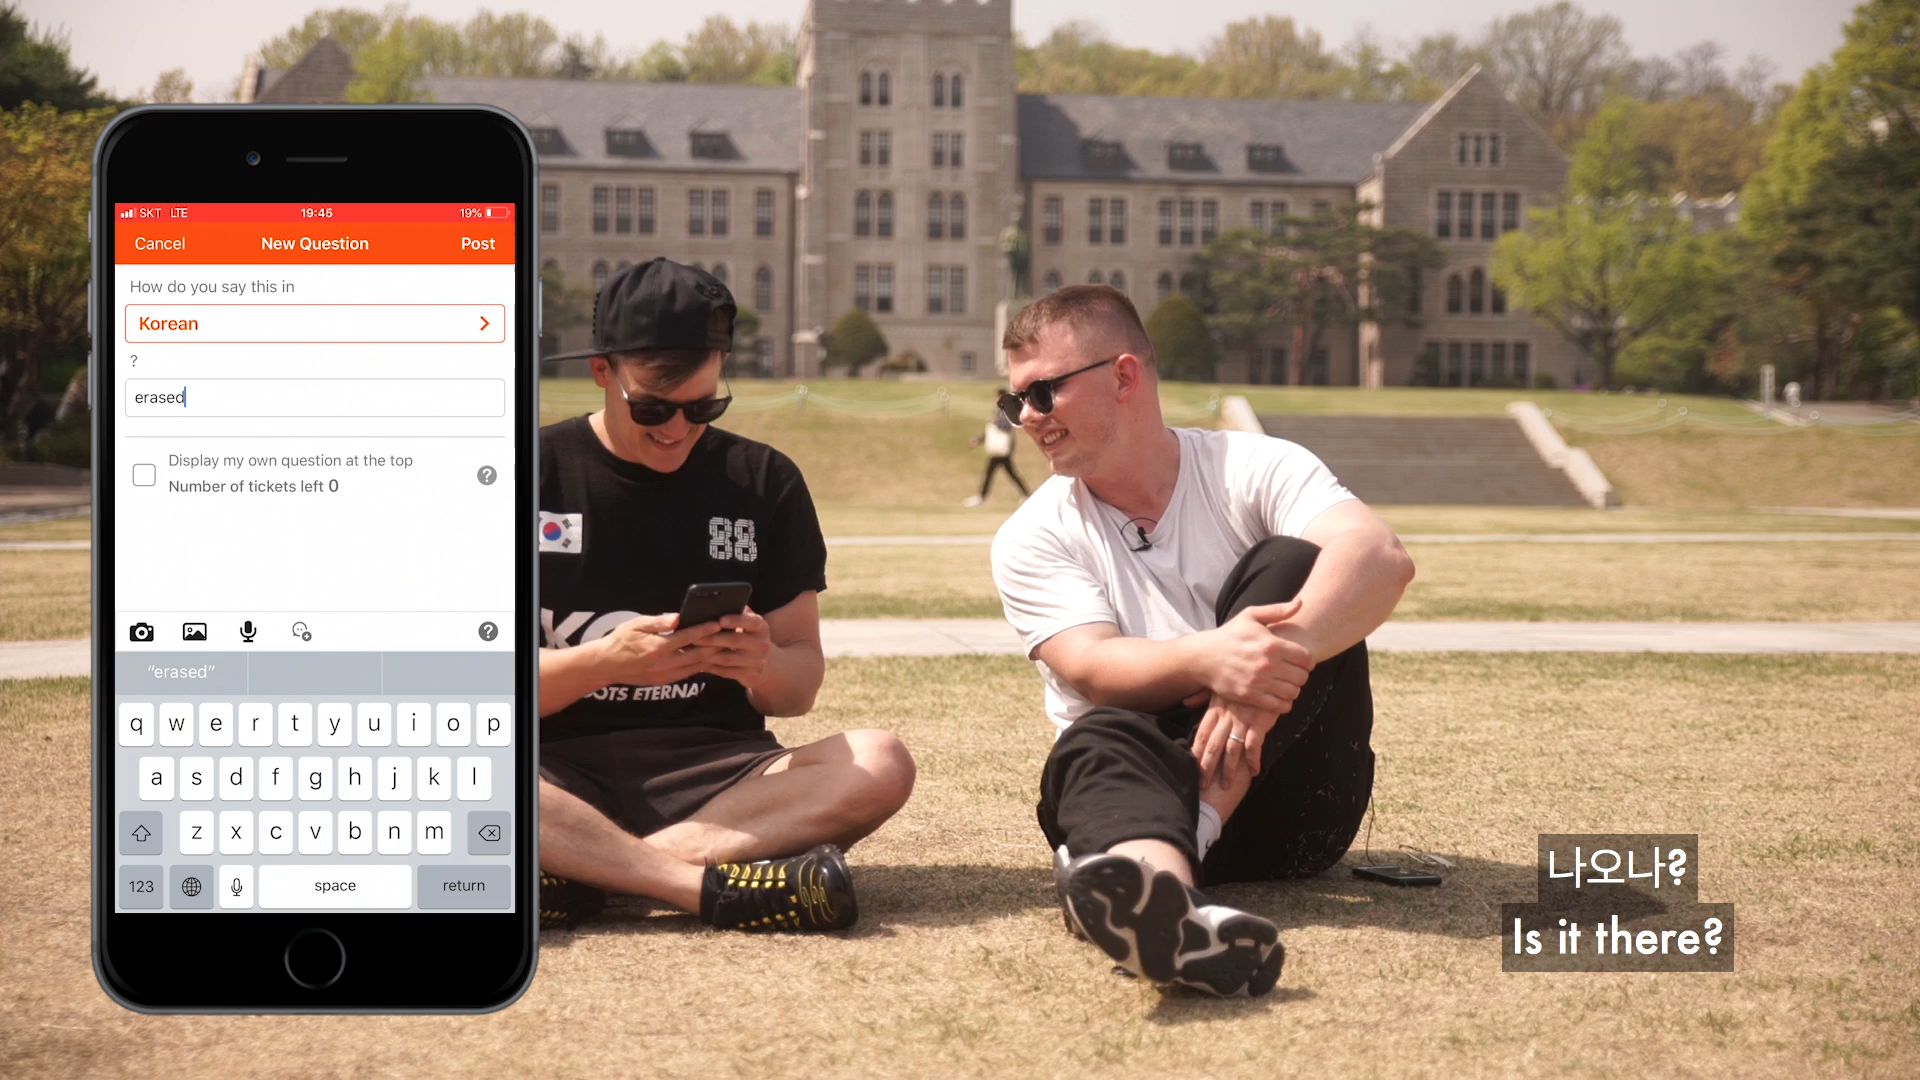 SKT LTE 19:45 19%
Cancel New Question Post
How do you say this in
Korean
?
erased
Display my own question at the top
Number of tickets left 0
“erased”
q w e r t y u i o p
a s d f g h j k l
z x c v b n m
123 space return
88
OTS ETERNA
나오나?
Is it there?